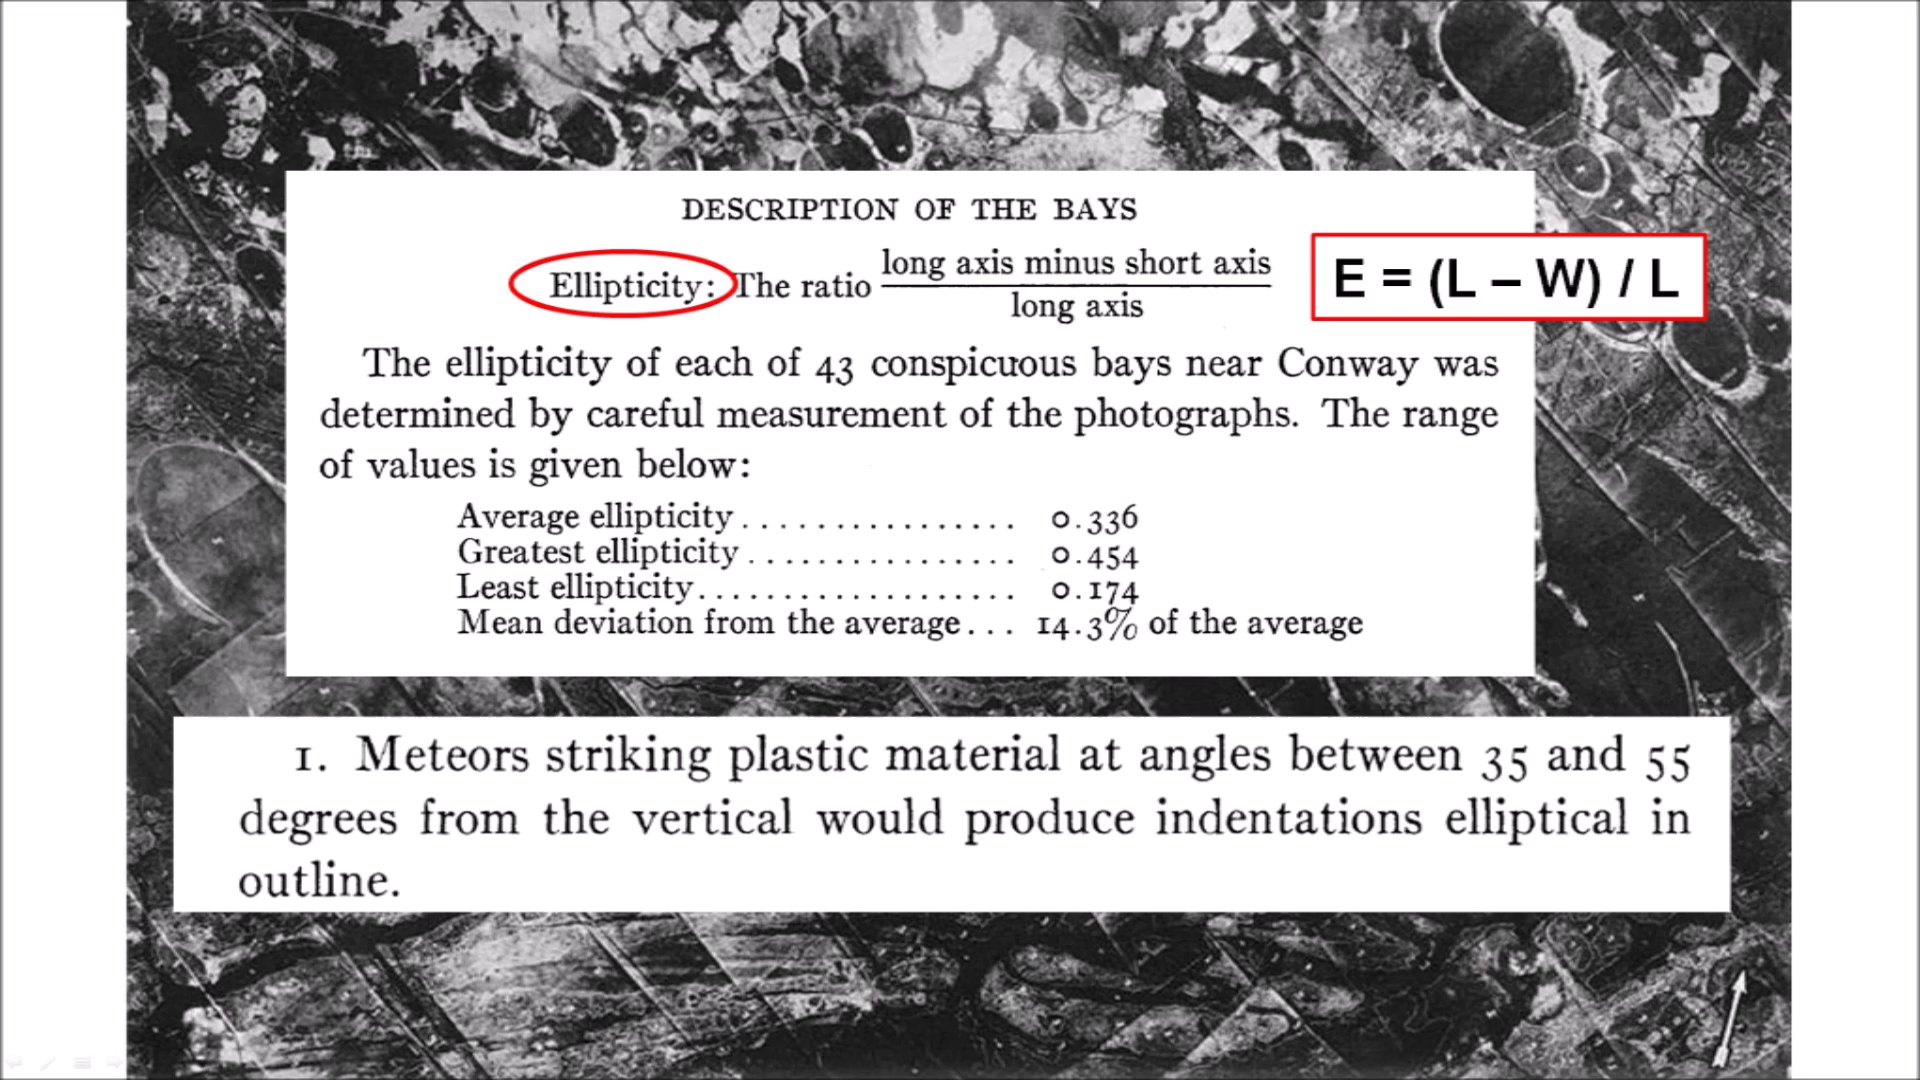 DESCRIPTION OF THE BAYS
Ellipticity: The ratio long axis minus short axis
long axis
E = (L – W) / L
The ellipticity of each of 43 conspicuous bays near Conway was
determined by careful measurement of the photographs. The range
of values is given below:
Average ellipticity ............... 0.336
Greatest ellipticity ............... 0.454
Least ellipticity.................. 0.174
Mean deviation from the average... 14.3% of the average
1. Meteors striking plastic material at angles between 35 and 55
degrees from the vertical would produce indentations elliptical in
outline.